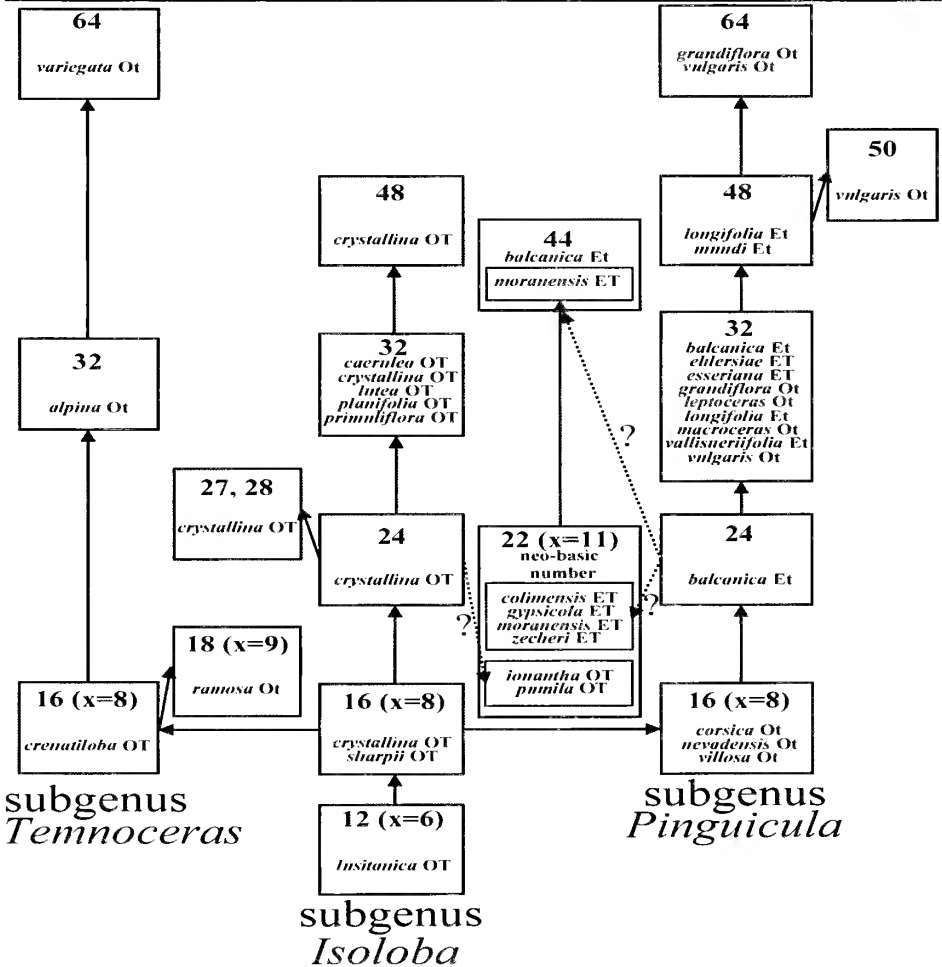 64
variegata Ot
32
alpina Ot
16 (x=8)
crenatiloba OT
18 (x=9)
ramosa Ot
subgenus
Temnoceras
48
crystallina OT
32
caerulea OT
crystallina OT
lutea OT
planifolia OT
primuliflora OT
27, 28
crystallina OT
24
crystallina OT
?
16 (x=8)
crystallina OT
sharpii OT
12 (x=6)
lusitanica OT
subgenus
Isoloba
44
balcanica Et
moranensis ET
?
22 (x=11)
neo-basic
number
colimensis ET
gypsicola ET
moranensis ET
zecheri ET
?
ionantha OT
pumila OT
64
grandiflora Ot
vulgaris Ot
50
vulgaris Ot
48
longifolia Et
mundi Et
32
balcanica Et
ehlersiae ET
esseriana ET
grandiflora Ot
leptoceras Ot
longifolia Et
macroceras Ot
vallisneriifolia Et
vulgaris Ot
24
balcanica Et
16 (x=8)
corsica Ot
nevadensis Ot
villosa Ot
subgenus
Pinguicula